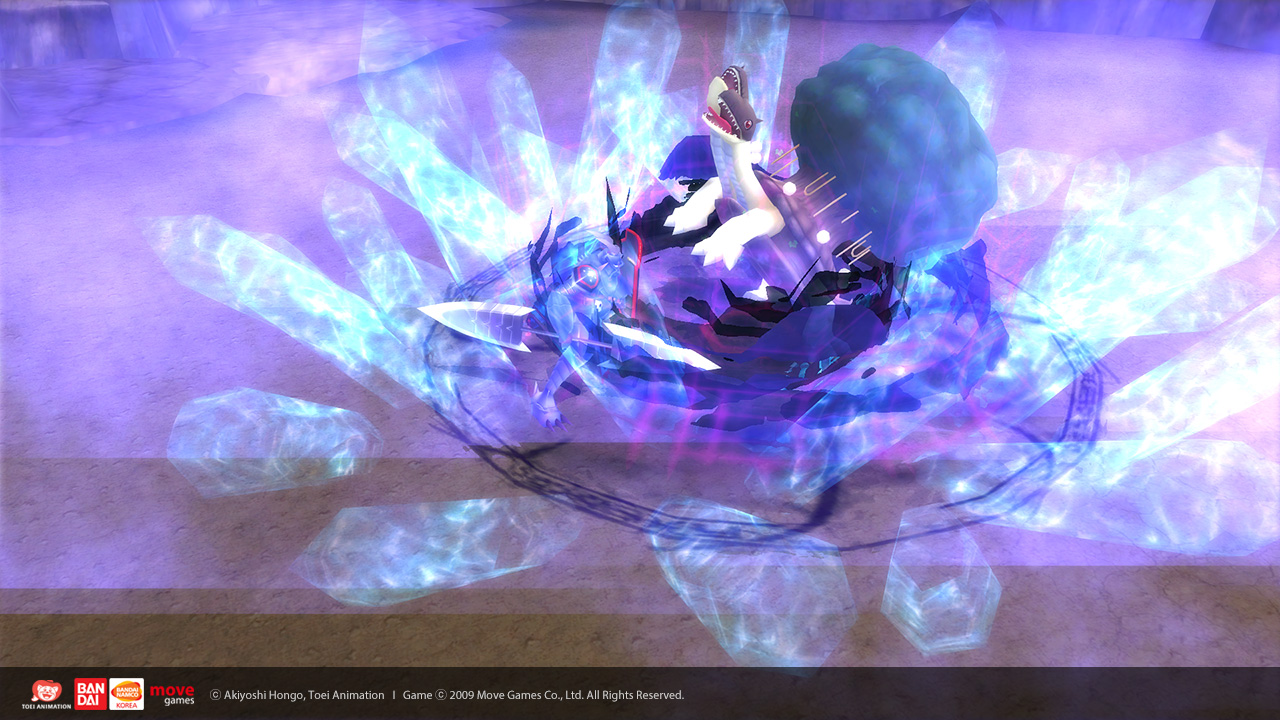 TOEI ANIMATION
BAN
DAI
BANDAI
NAMCO
KOREA
move
games
ⓒ Akiyoshi Hongo, Toei Animation l Game ⓒ 2009 Move Games Co., Ltd. All Rights Reserved.